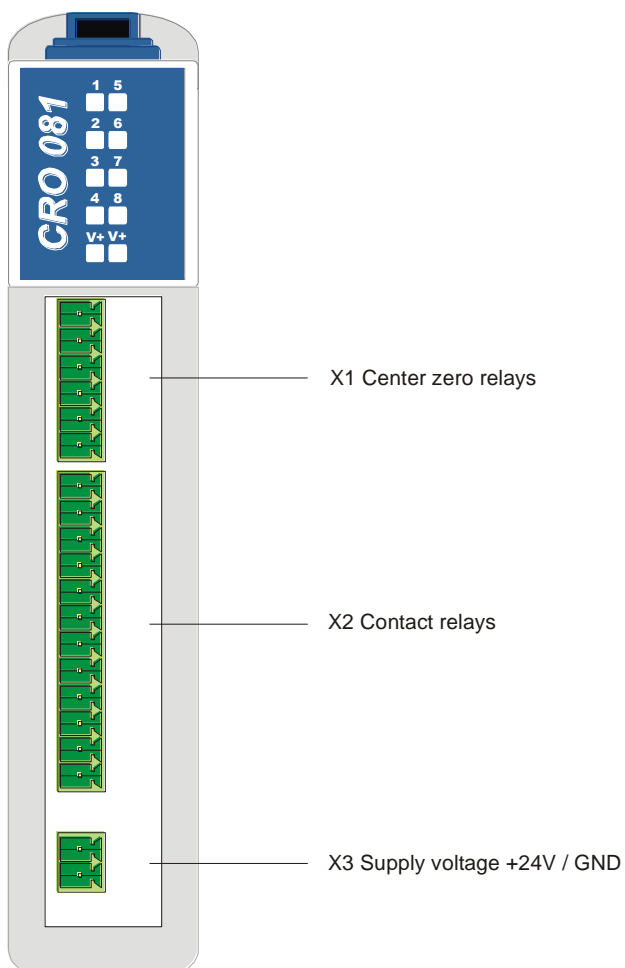 CRO 081
1 5
2 6
3 7
4 8
V+ V+
X1 Center zero relays
X2 Contact relays
X3 Supply voltage +24V / GND